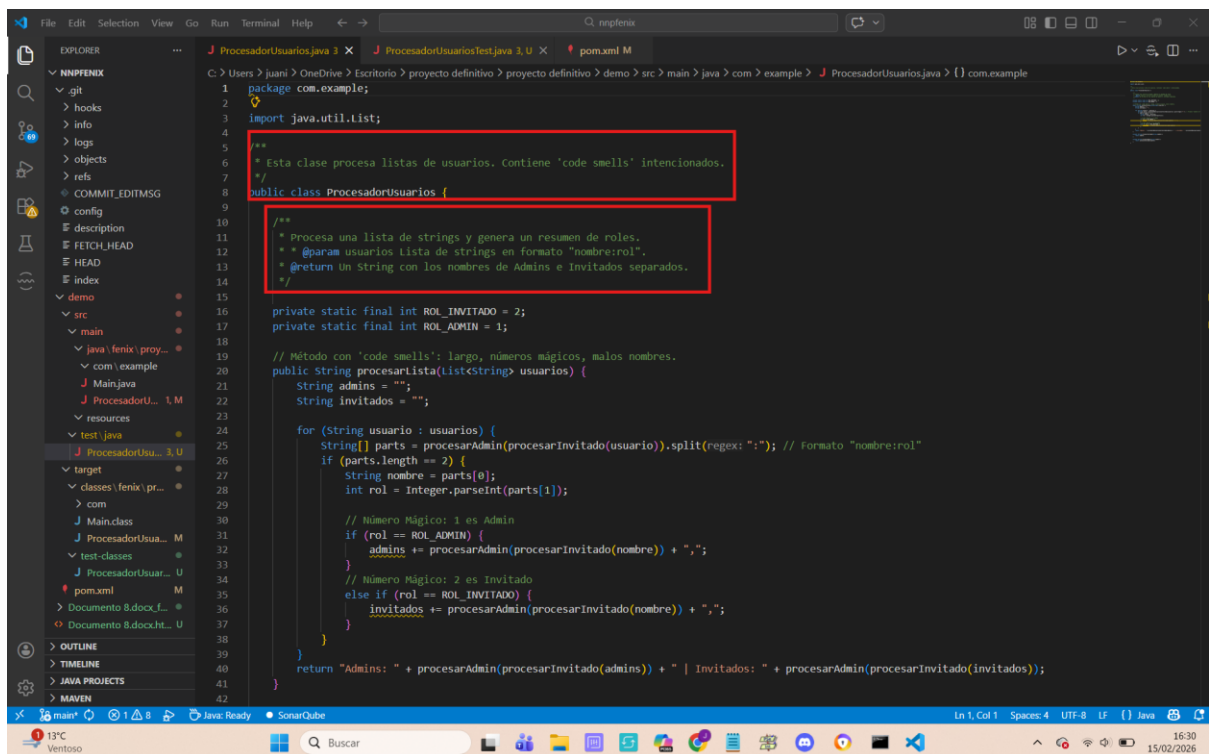 File Edit Selection View Go Run Terminal Help
nnpfenix
EXPLORER
NNPFENIX
.git
hooks
info
logs
objects
refs
COMMIT_EDITMSG
config
description
FETCH_HEAD
HEAD
index
demo
src
main
java\fenix\proy...
com\example
Main.java
ProcesadorU... 1, M
resources
test\java
ProcesadorUsu... 3, U
target
classes\fenix\pr...
com
Main.class
ProcesadorUsua... M
test-classes
ProcesadorUsuar... U
pom.xml M
Documento 8.docx_f...
Documento 8.docx.ht... U
OUTLINE
TIMELINE
JAVA PROJECTS
MAVEN
69
ProcesadorUsuarios.java 3
ProcesadorUsuariosTest.java 3, U
pom.xml M
C: > Users > juani > OneDrive > Escritorio > proyecto definitivo > proyecto definitivo > demo > src > main > java > com > example > ProcesadorUsuarios.java > {} com.example
1 package com.example;
2
3 import java.util.List;
4
5 /**
6 * Esta clase procesa listas de usuarios. Contiene 'code smells' intencionados.
7 */
8 public class ProcesadorUsuarios {
9
10 /**
11 * Procesa una lista de strings y genera un resumen de roles.
12 * * @param usuarios Lista de strings en formato "nombre:rol".
13 * @return Un String con los nombres de Admins e Invitados separados.
14 */
15
16 private static final int ROL_INVITADO = 2;
17 private static final int ROL_ADMIN = 1;
18
19 // Método con 'code smells': largo, números mágicos, malos nombres.
20 public String procesarLista(List<String> usuarios) {
21 String admins = "";
22 String invitados = "";
23
24 for (String usuario : usuarios) {
25 String[] parts = procesarAdmin(procesarInvitado(usuario)).split(regex: ":"); // Formato "nombre:rol"
26 if (parts.length == 2) {
27 String nombre = parts[0];
28 int rol = Integer.parseInt(parts[1]);
29
30 // Número Mágico: 1 es Admin
31 if (rol == ROL_ADMIN) {
32 admins += procesarAdmin(procesarInvitado(nombre)) + ",";
33 }
34 // Número Mágico: 2 es Invitado
35 else if (rol == ROL_INVITADO) {
36 invitados += procesarAdmin(procesarInvitado(nombre)) + ",";
37 }
38 }
39 }
40 return "Admins: " + procesarAdmin(procesarInvitado(admins)) + " | Invitados: " + procesarAdmin(procesarInvitado(invitados));
41 }
42
main* 1 8 Java: Ready SonarQube
Ln 1, Col 1 Spaces: 4 UTF-8 LF {} Java
1
13°C
Ventoso
Buscar
16:30
15/02/2026